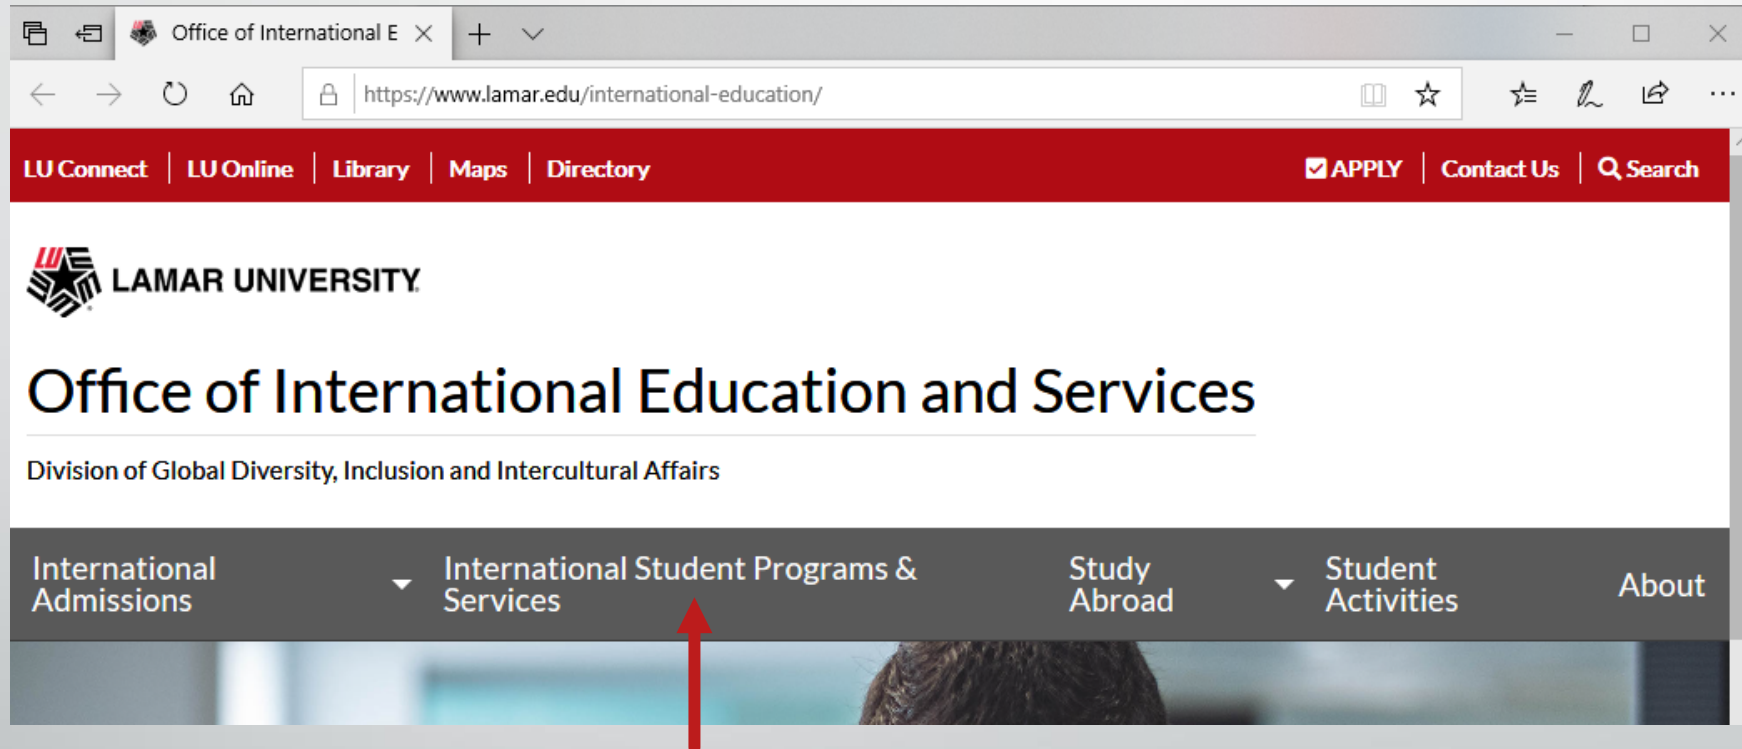 Office of International E
https://www.lamar.edu/international-education/
LU Connect LU Online Library Maps Directory APPLY Contact Us Search
LU
LAMAR UNIVERSITY
Office of International Education and Services
Division of Global Diversity, Inclusion and Intercultural Affairs
International
Admissions
International Student Programs &
Services
Study
Abroad
Student
Activities
About